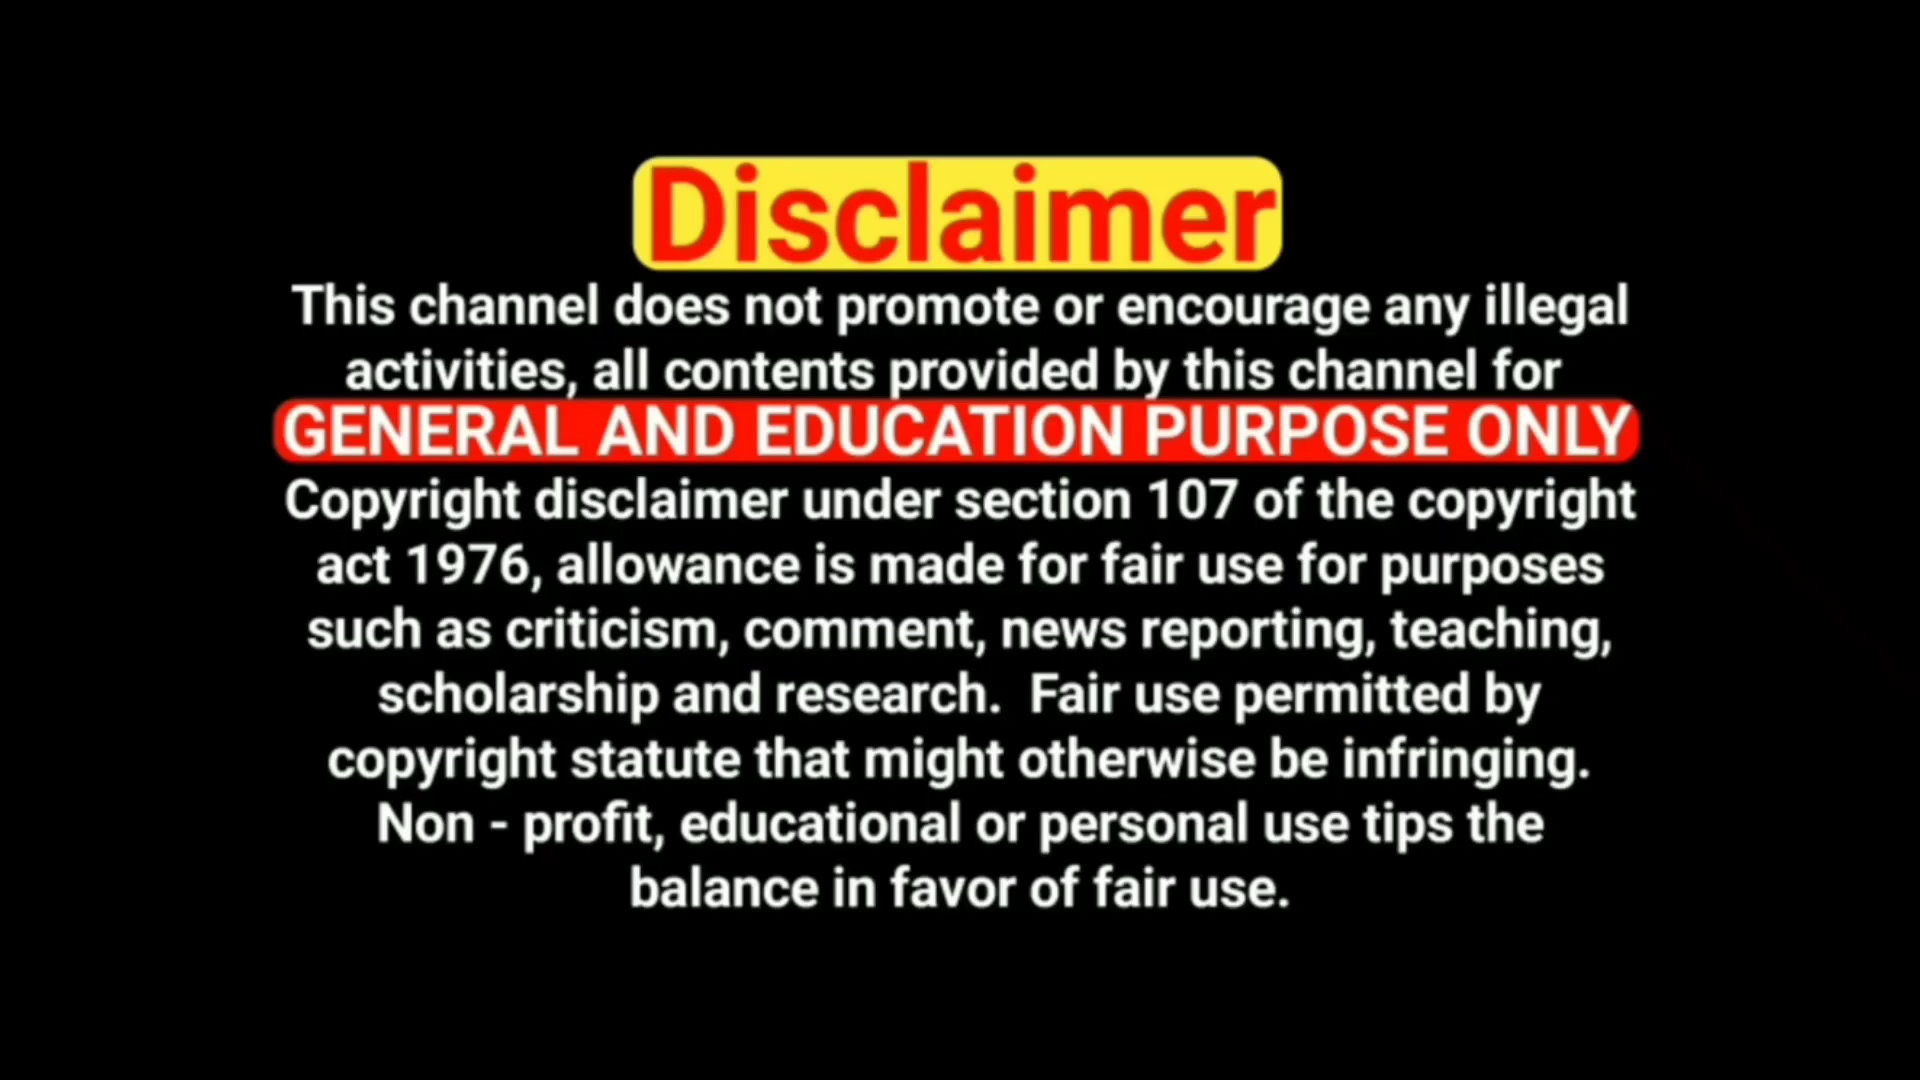 Disclaimer
This channel does not promote or encourage any illegal
activities, all contents provided by this channel for
GENERAL AND EDUCATION PURPOSE ONLY
Copyright disclaimer under section 107 of the copyright
act 1976, allowance is made for fair use for purposes
such as criticism, comment, news reporting, teaching,
scholarship and research.  Fair use permitted by
copyright statute that might otherwise be infringing.
Non - profit, educational or personal use tips the
balance in favor of fair use.